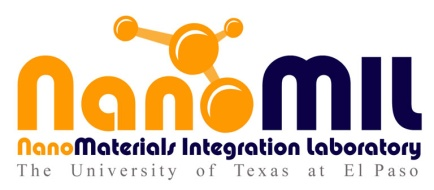 NanoMIL
NanoMaterials Integration Laboratory
The University of Texas at El Paso